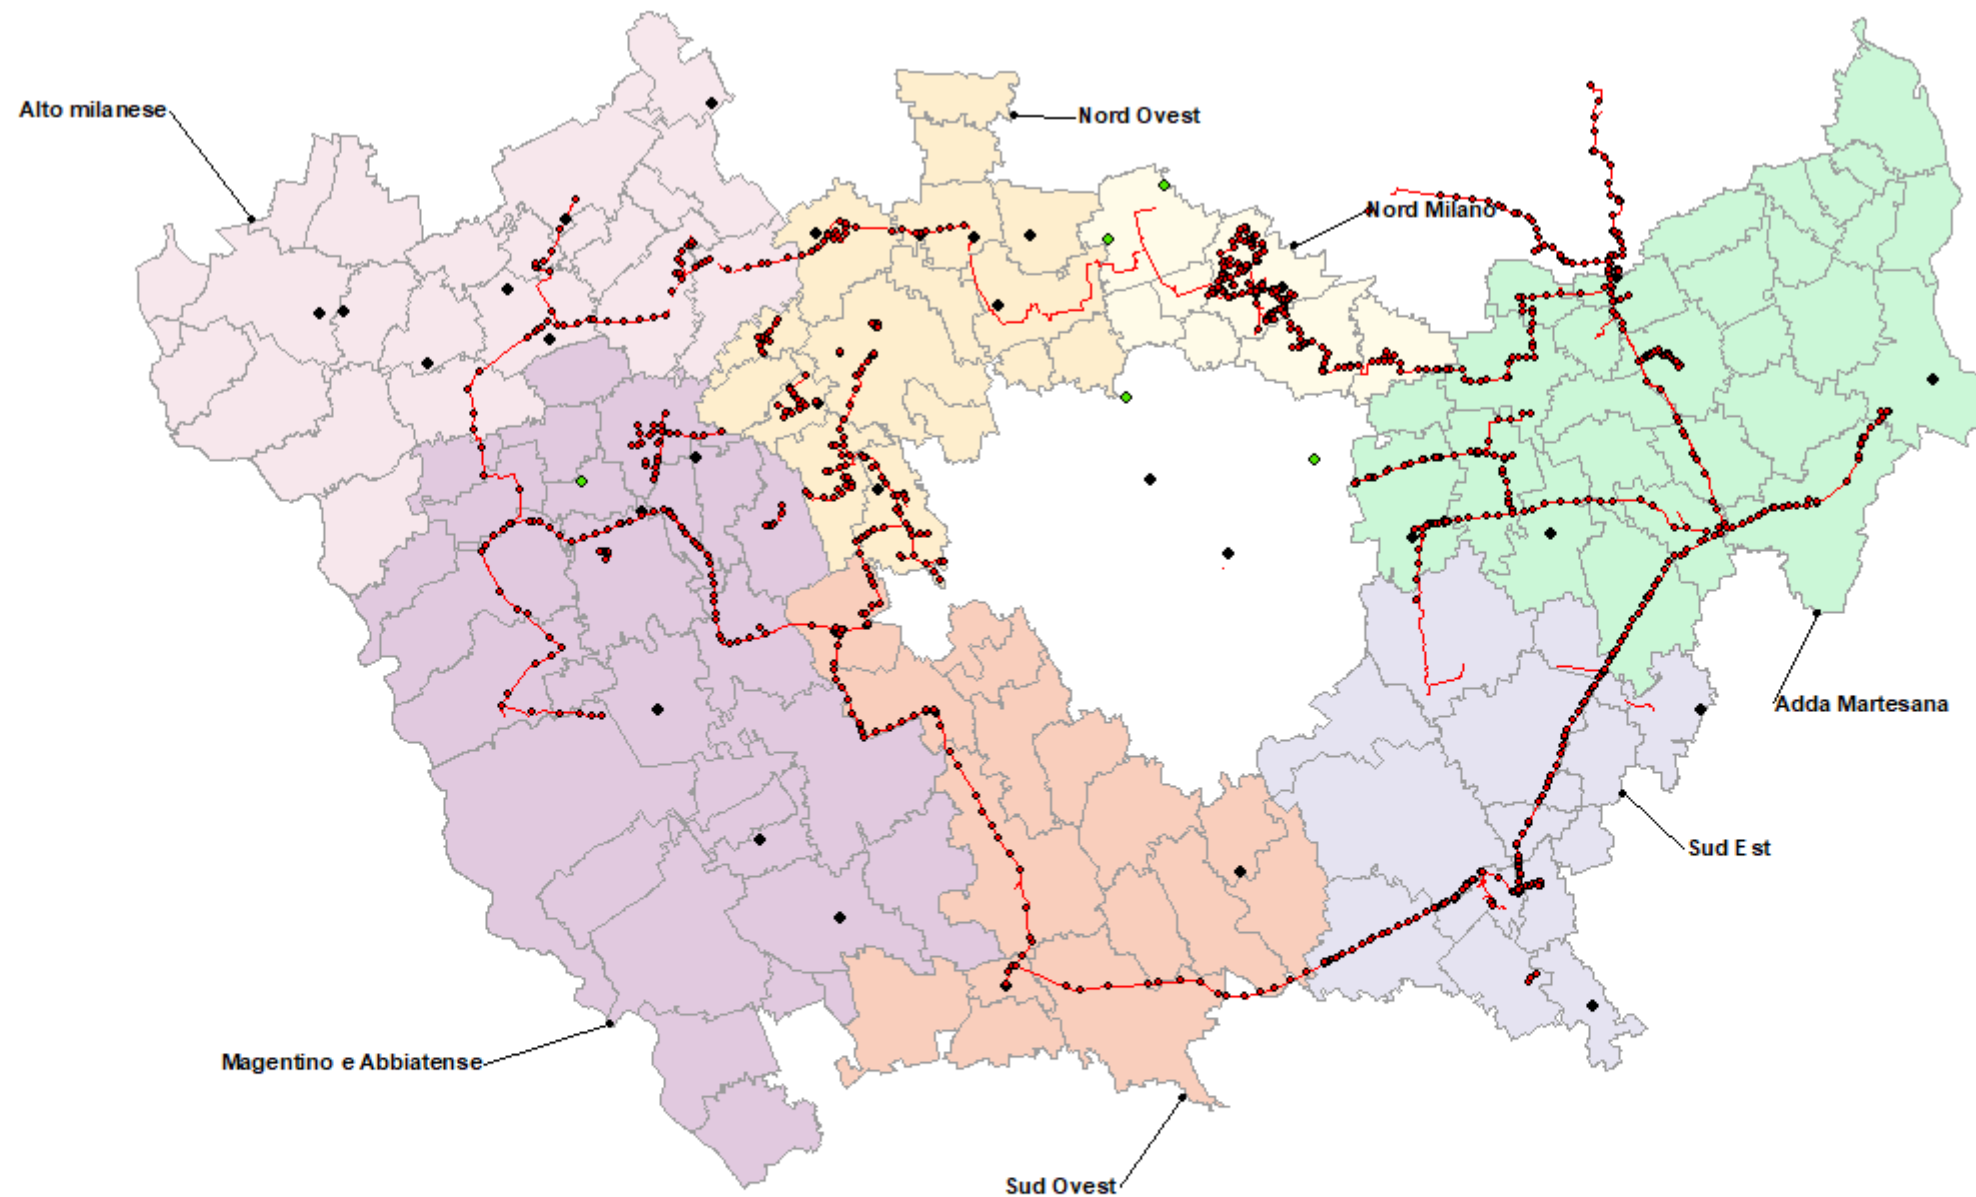 Alto milanese
Nord Ovest
Nord Milano
Adda Martesana
Sud Est
Magentino e Abbiatense
Sud Ovest